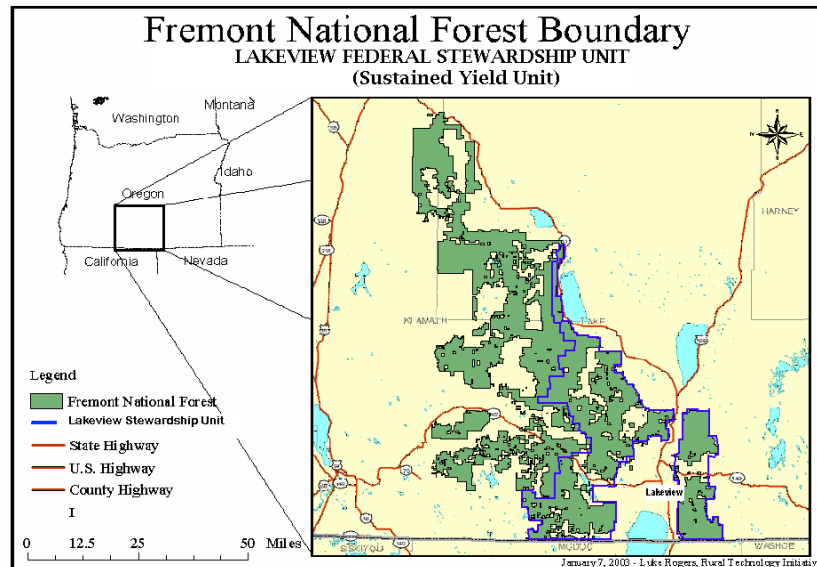 Fremont National Forest Boundary
LAKEVIEW FEDERAL STEWARDSHIP UNIT
(Sustained Yield Unit)
Washington
Montana
Idaho
Oregon
California
Nevada
HARNEY
KLAMATH
LAKE
Lakeview
SISKIYOU
MODOC
WASHOE
Legend
Fremont National Forest
Lakeview Stewardship Unit
State Highway
U.S. Highway
County Highway
I
0 12.5 25 50 Miles
January 7, 2003 - Luke Rogers, Rural Technology Initiativ